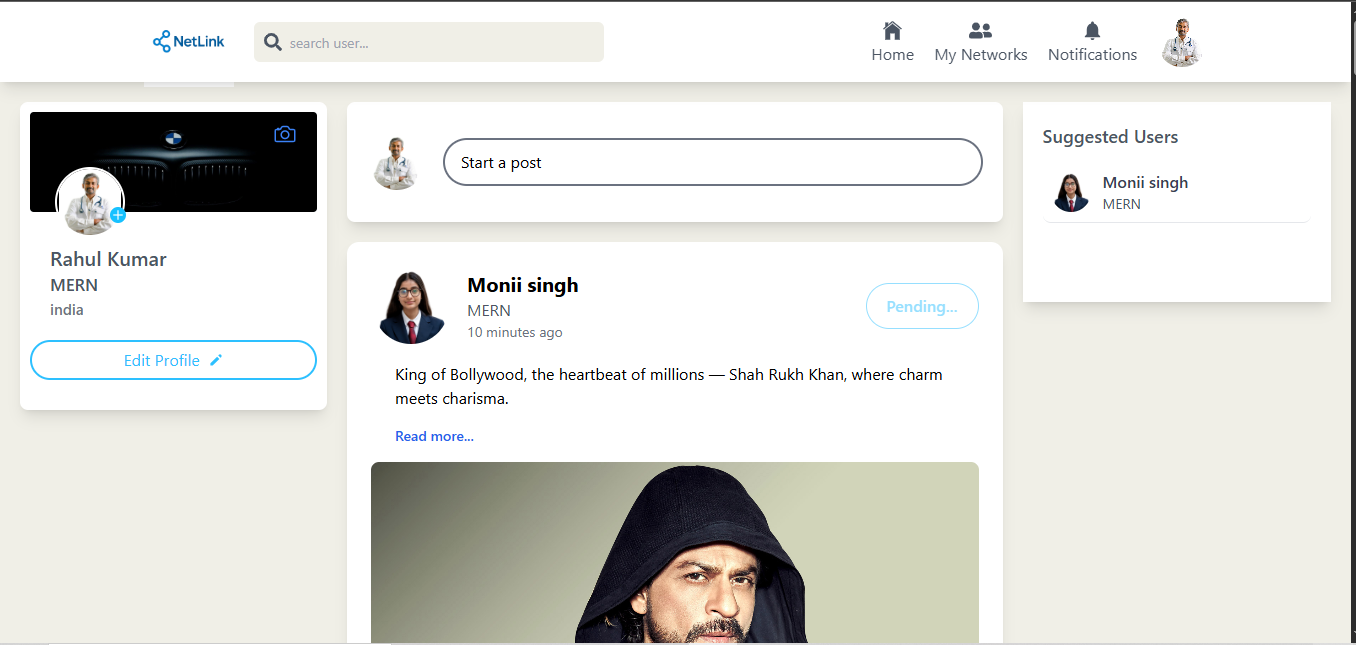 NetLink
search user...
Home
My Networks
Notifications
Rahul Kumar
MERN
india
Edit Profile
Start a post
Monii singh
MERN
10 minutes ago
Pending...
King of Bollywood, the heartbeat of millions — Shah Rukh Khan, where charm
meets charisma.
Read more...
Suggested Users
Monii singh
MERN